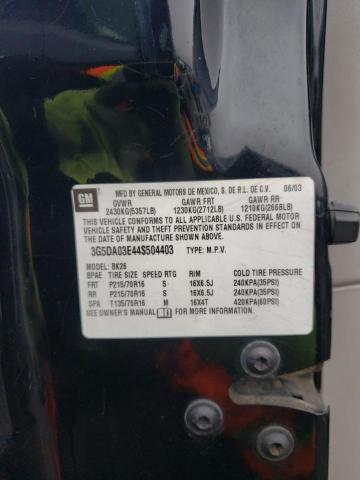 GM
MFD BY GENERAL MOTORS DE MEXICO, S. DE R.L. DE C.V. 06/03
GVWR GAWR FRT GAWR RR
2430KG(5357LB) 1230KG(2712LB) 1210KG(2668LB)
THIS VEHICLE CONFORMS TO ALL APPLICABLE U.S. FEDERAL MOTOR
VEHICLE SAFETY AND THEFT PREVENTION STANDARDS IN EFFECT ON THE
DATE OF MANUFACTURE SHOWN ABOVE.
3G5DA03E44S504403 TYPE: M.P.V.
MODEL: BK26
BPAE TIRE SIZE SPEED RTG RIM COLD TIRE PRESSURE
FRT P215/70R16 S 16X6.5J 240KPA(35PSI)
RR P215/70R16 S 16X6.5J 240KPA(35PSI)
SPA T135/70R16 M 16X4T 420KPA(60PSI)
SEE OWNER'S MANUAL FOR MORE INFORMATION.